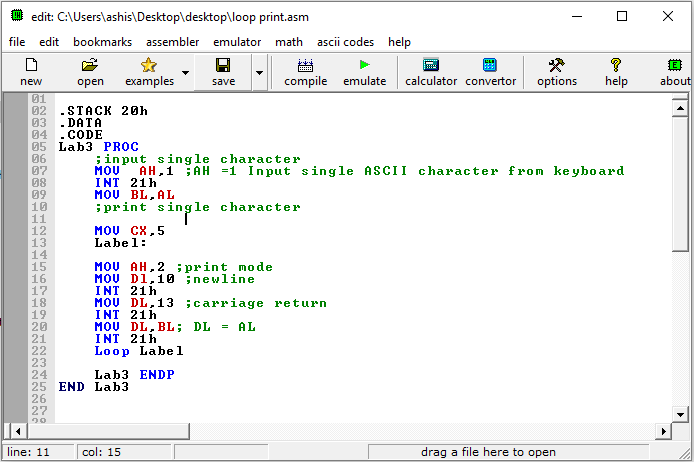 edit: C:\Users\ashis\Desktop\desktop\loop print.asm
file edit bookmarks assembler emulator math ascii codes help
new open examples save compile emulate calculator convertor options help about
01
02 .STACK 20h
03 .DATA
04 .CODE
05 Lab3 PROC
06 ;input single character
07 MOV AH,1 ;AH =1 Input single ASCII character from keyboard
08 INT 21h
09 MOV BL,AL
10 ;print single character
11
12 MOV CX,5
13 Label:
14
15 MOV AH,2 ;print mode
16 MOV Dl,10 ;newline
17 INT 21h
18 MOV DL,13 ;carriage return
19 INT 21h
20 MOV DL,BL; DL = AL
21 INT 21h
22 Loop Label
23
24 Lab3 ENDP
25 END Lab3
26
27
28
line: 11 col: 15 drag a file here to open